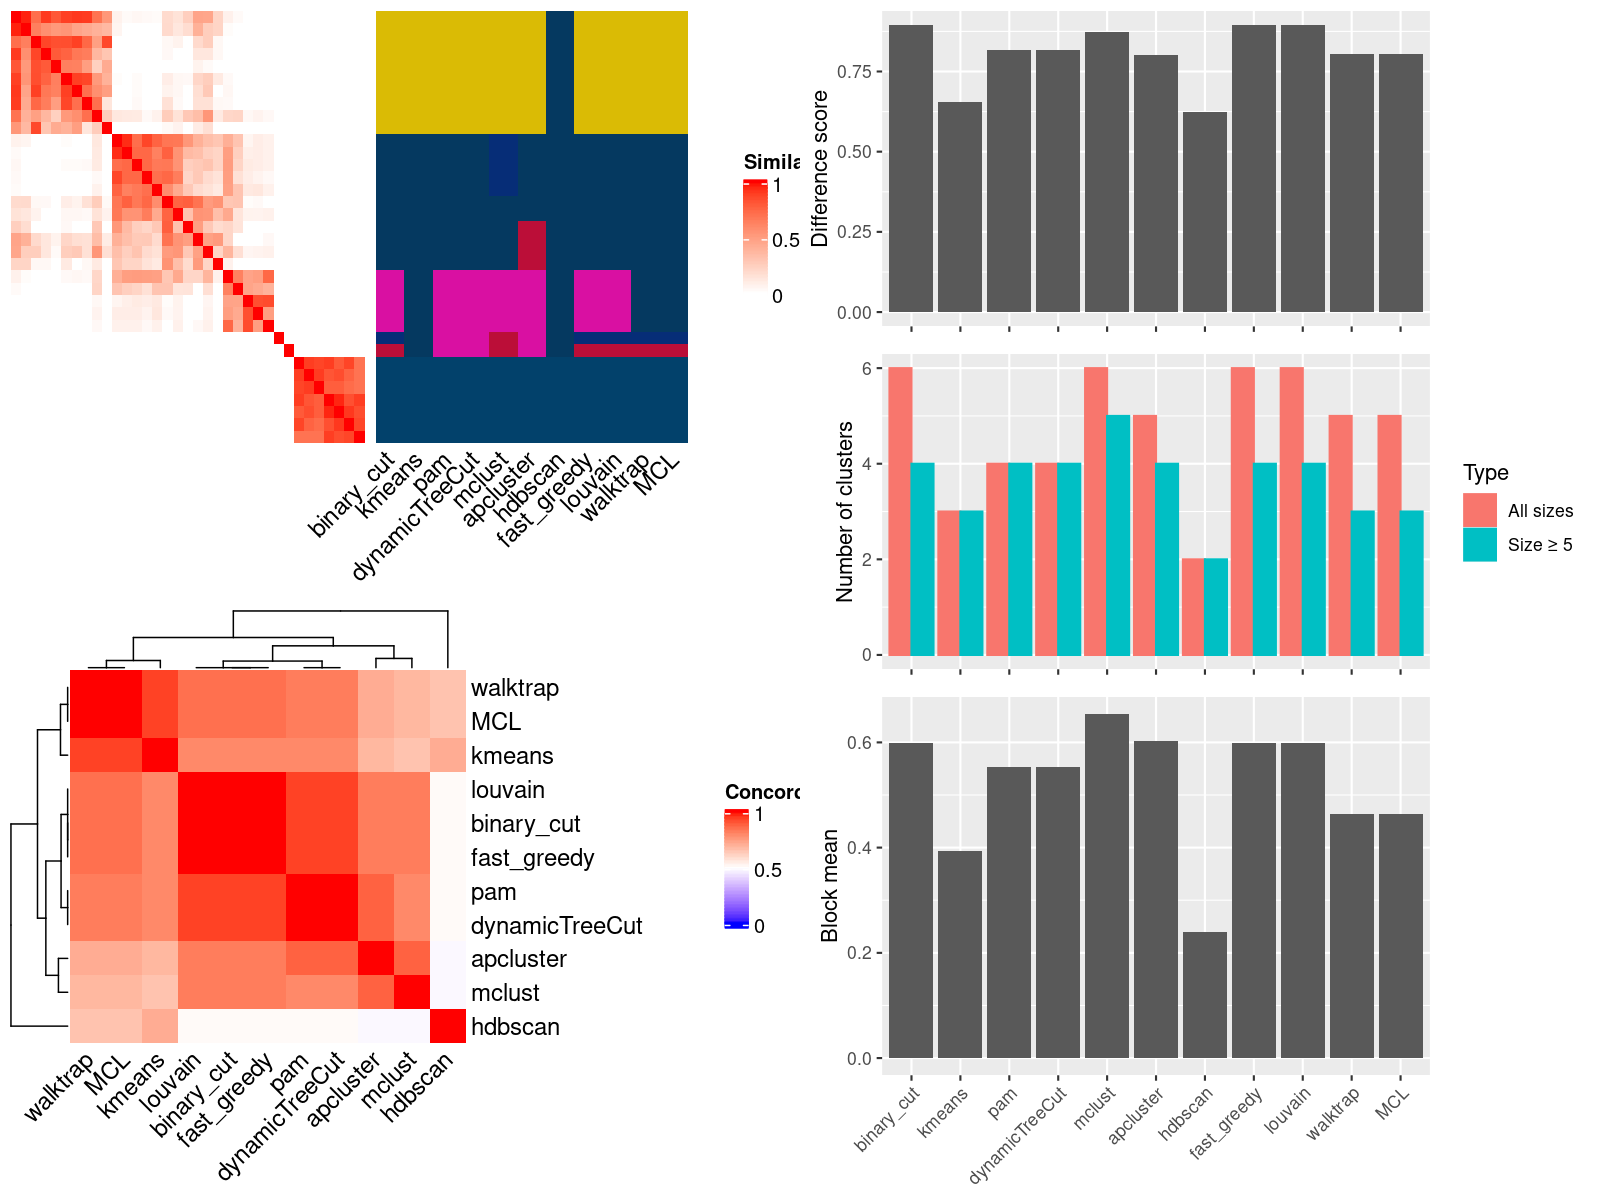 Simila
1
0.5
0
binary_cut
kmeans
pam
dynamicTreeCut
mclust
apcluster
hdbscan
fast_greedy
louvain
walktrap
MCL
walktrap
MCL
kmeans
louvain
binary_cut
fast_greedy
pam
dynamicTreeCut
apcluster
mclust
hdbscan
Concord
1
0.5
0
walktrap
MCL
kmeans
louvain
binary_cut
fast_greedy
pam
dynamicTreeCut
apcluster
mclust
hdbscan
Difference score
0.75
0.50
0.25
0.00
Number of clusters
6
4
2
0
Type
All sizes
Size ≥ 5
Block mean
0.6
0.4
0.2
0.0
binary_cut
kmeans
pam
dynamicTreeCut
mclust
apcluster
hdbscan
fast_greedy
louvain
walktrap
MCL